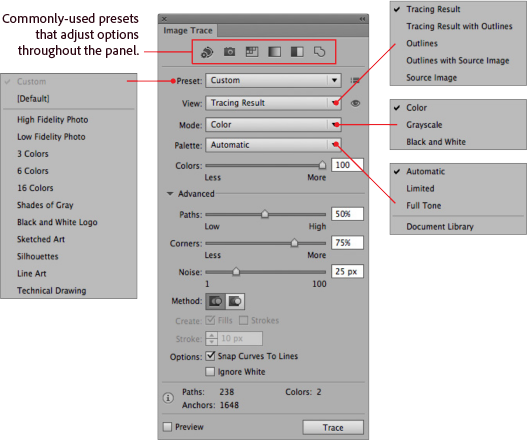 Commonly-used presets
that adjust options
throughout the panel.
Custom
[Default]
High Fidelity Photo
Low Fidelity Photo
3 Colors
6 Colors
16 Colors
Shades of Gray
Black and White Logo
Sketched Art
Silhouettes
Line Art
Technical Drawing
Image Trace
Preset: Custom
View: Tracing Result
Mode: Color
Palette: Automatic
Colors: 100
Less More
Advanced
Paths: 50%
Low High
Corners: 75%
Less More
Noise: 25 px
1 100
Method:
Create: Fills Strokes
Stroke: 10 px
Options: Snap Curves To Lines
Ignore White
Paths: 238 Colors: 2
Anchors: 1648
Preview Trace
Tracing Result
Tracing Result with Outlines
Outlines
Outlines with Source Image
Source Image
Color
Grayscale
Black and White
Automatic
Limited
Full Tone
Document Library